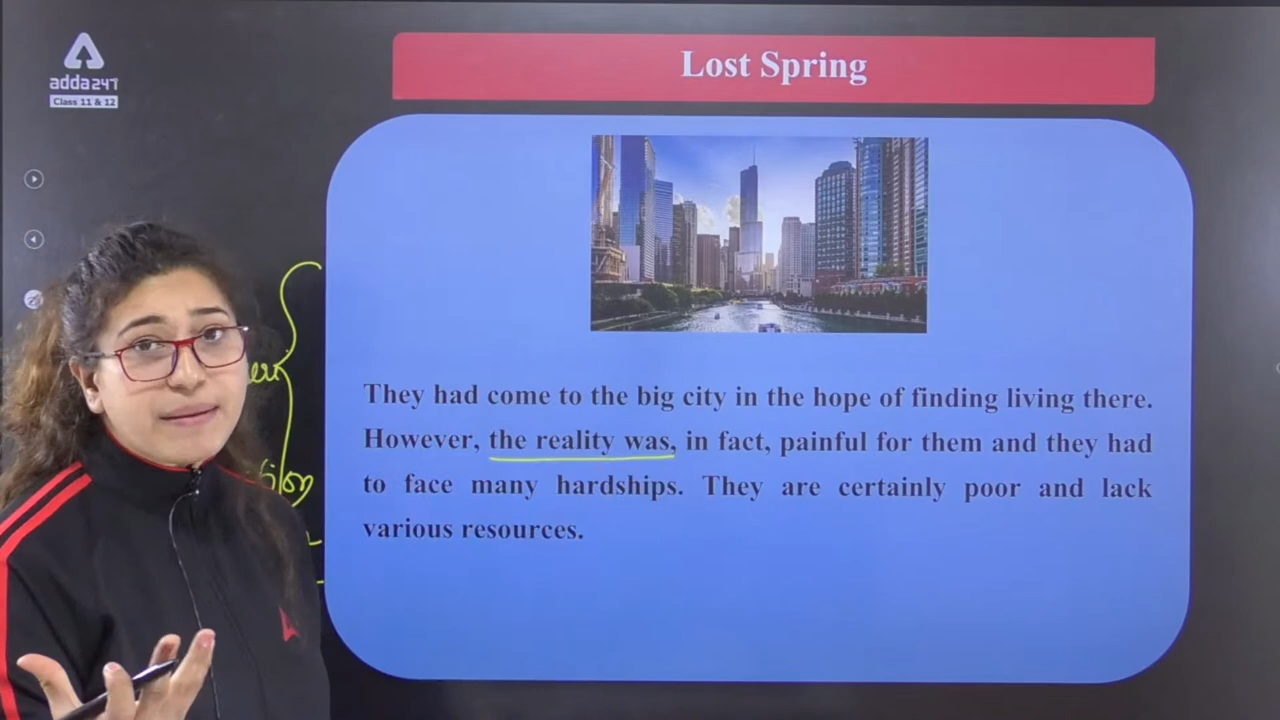 adda247
Class 11 & 12
Lost Spring
They had come to the big city in the hope of finding living there.
However, the reality was, in fact, painful for them and they had
to face many hardships. They are certainly poor and lack
various resources.